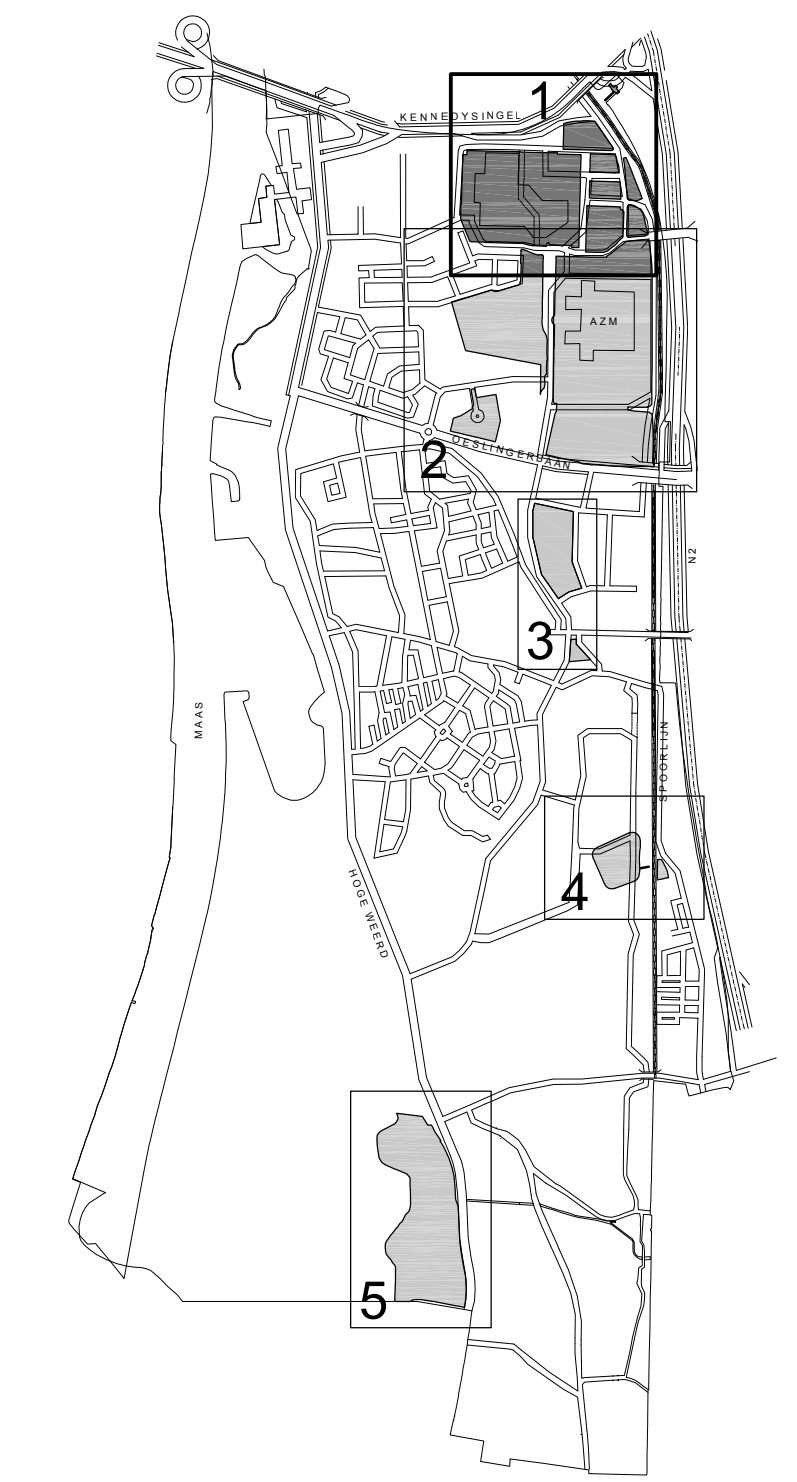 1
KENNEDYSINGEL
AZM
OESLINGERBAAN
2
N2
3
MAAS
SPOORLIJN
4
HOGE WEERD
5